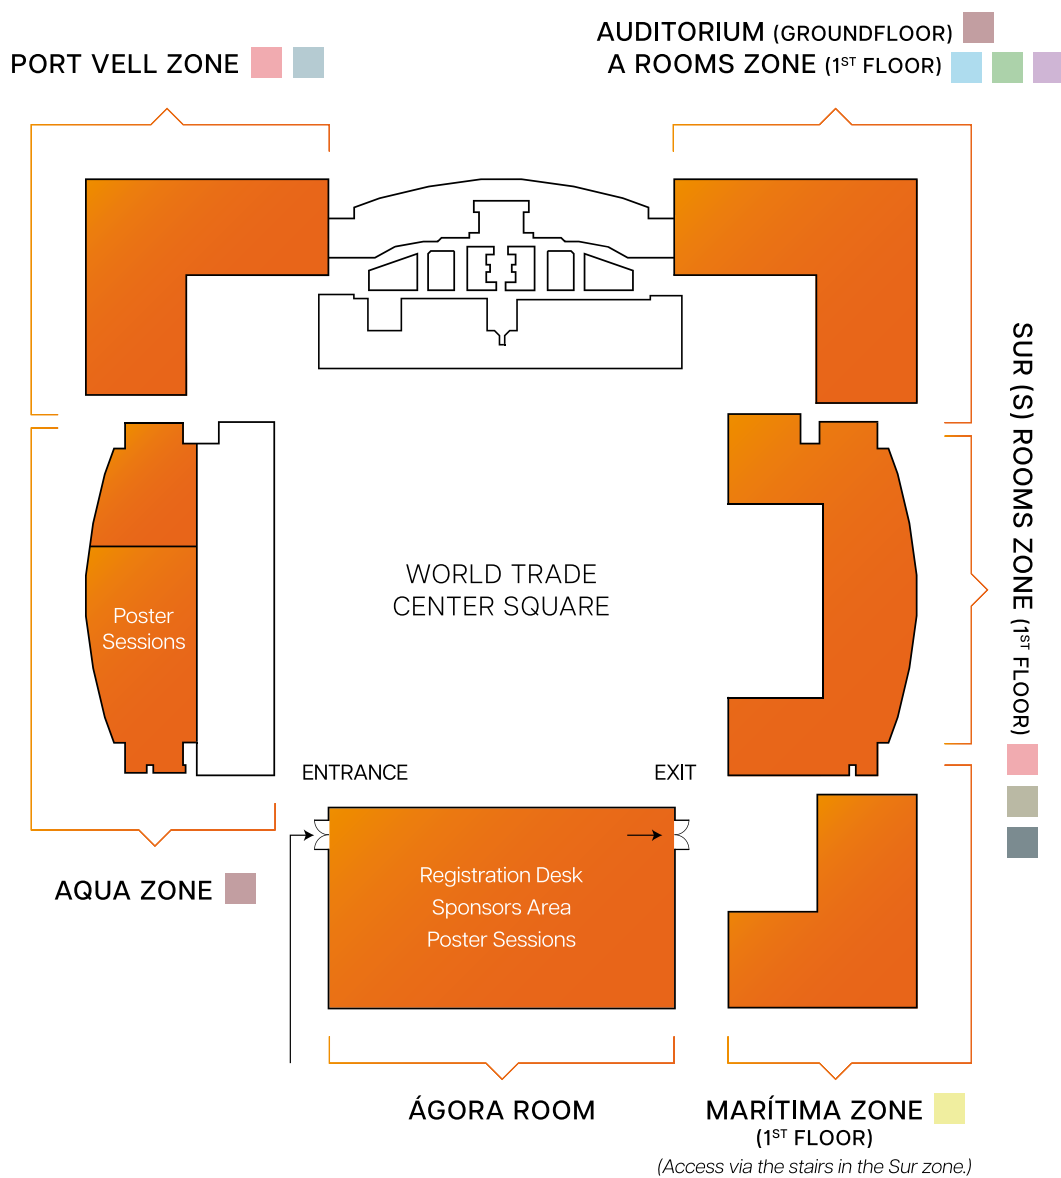 AUDITORIUM (GROUNDFLOOR)
PORT VELL ZONE
A ROOMS ZONE (1ST FLOOR)
SUR (S) ROOMS ZONE (1ST FLOOR)
WORLD TRADE
CENTER SQUARE
Poster
Sessions
ENTRANCE
EXIT
Registration Desk
Sponsors Area
Poster Sessions
AQUA ZONE
ÁGORA ROOM
MARÍTIMA ZONE
(1ST FLOOR)
(Access via the stairs in the Sur zone.)